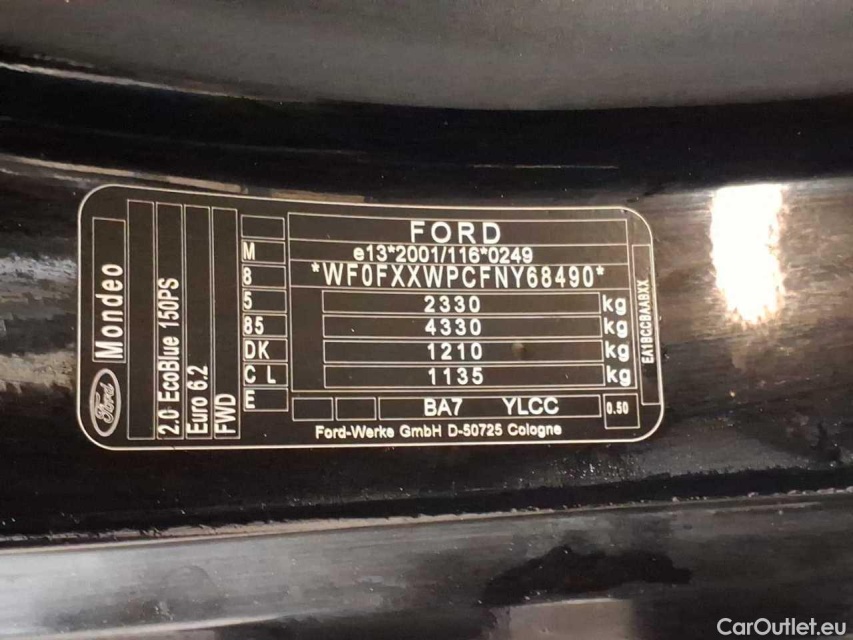 Mondeo
Ford
2.0 EcoBlue 150PS
Euro 6.2
FWD
M
8
5
85
DK
C L
E
FORD
e13*2001/116*0249
*WF0FXXWPCFNY68490*
2330 kg
4330 kg
1210 kg
1135 kg
BA7 YLCC
0.50
EA1BCCBAABXX
Ford-Werke GmbH D-50725 Cologne
CarOutlet.eu